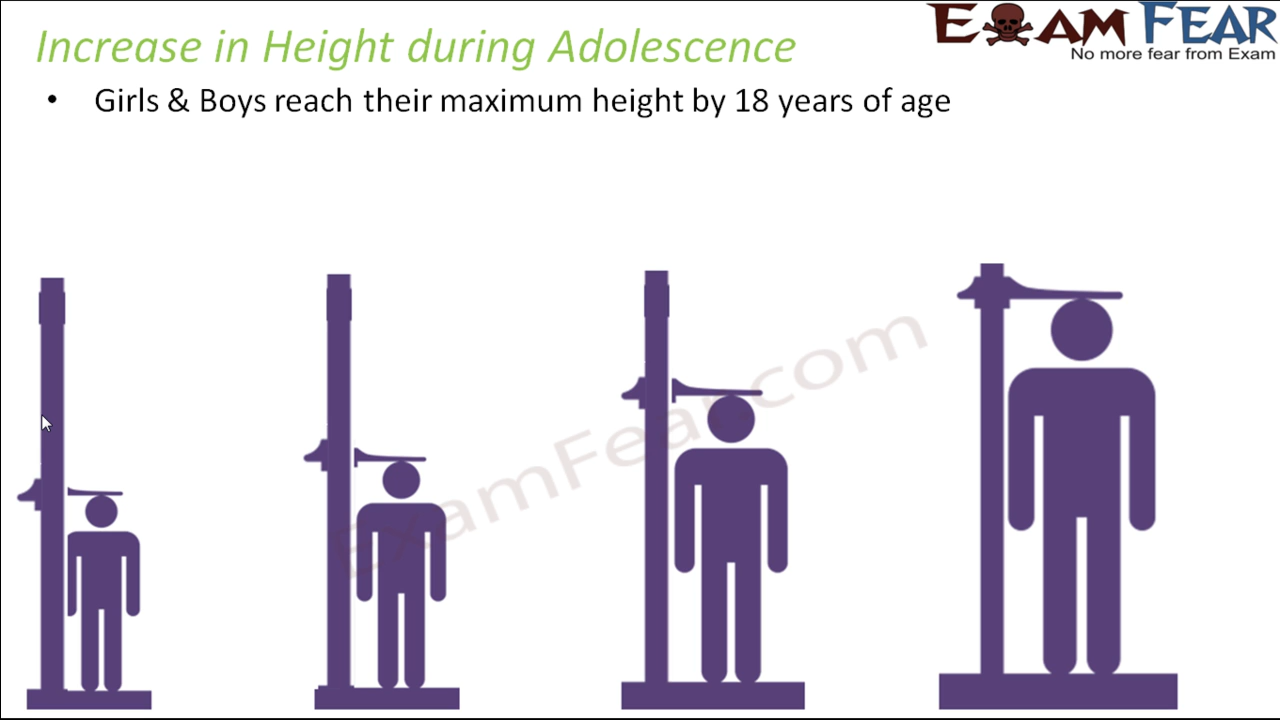 Increase in Height during Adolescence
EXAM FEAR
No more fear from Exam
• Girls & Boys reach their maximum height by 18 years of age
ExamFear.com